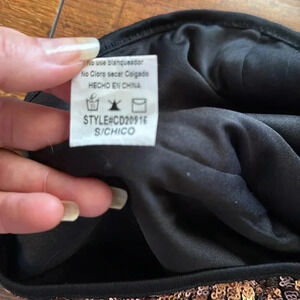 No use blanqueador
No Cloro secar Colgado
HECHO EN CHINA
STYLE#CD20916
S/CHICO